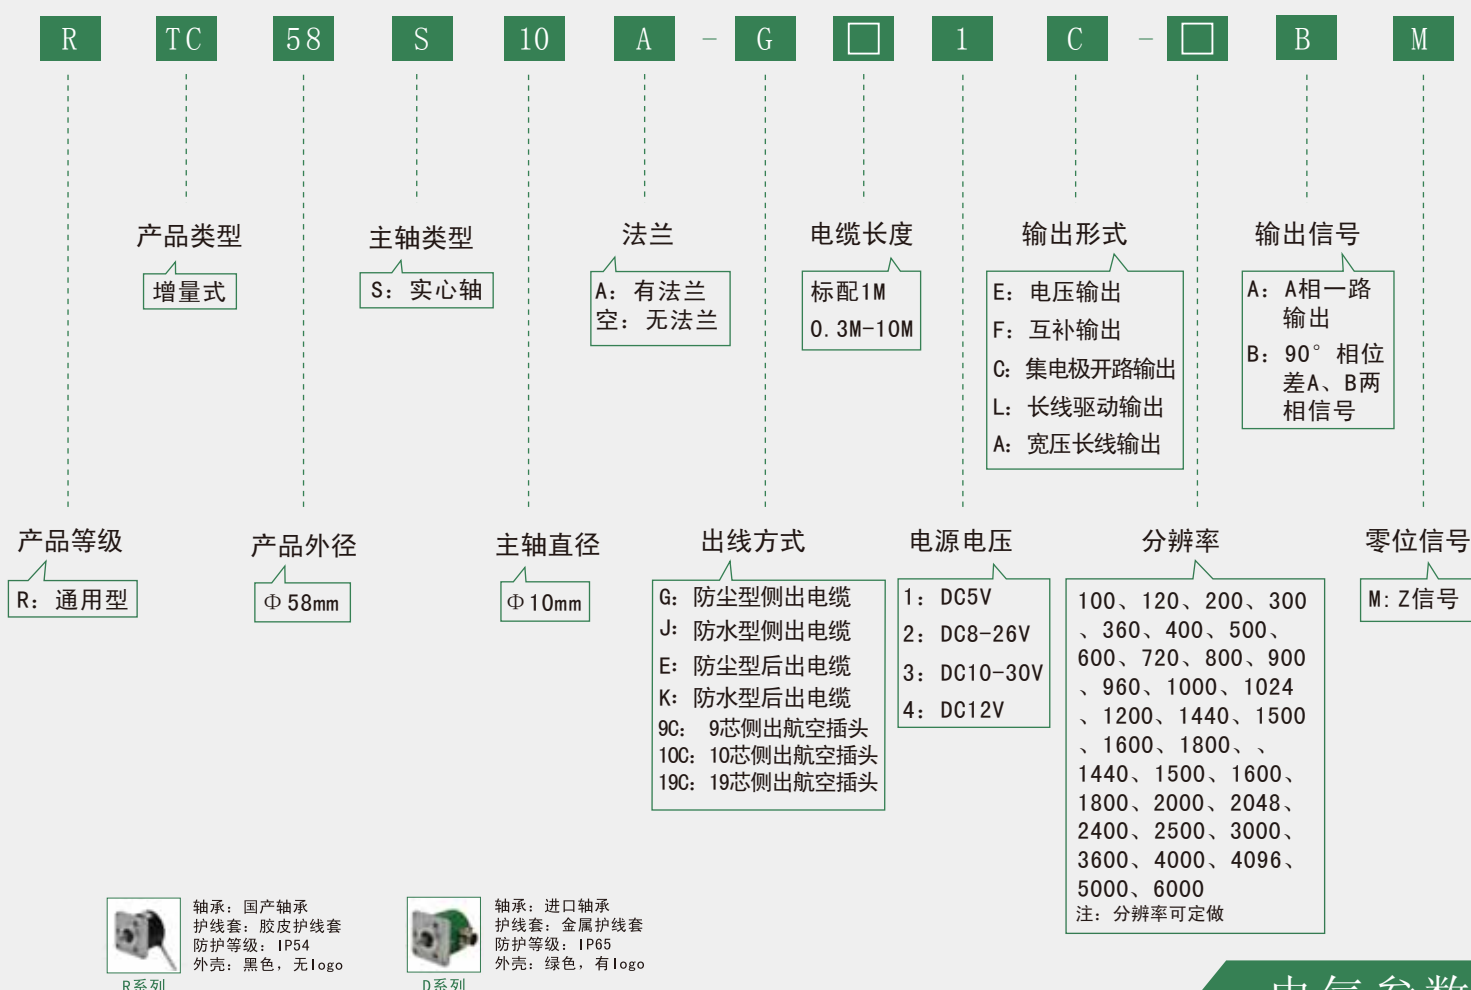 R TC 58 S 10 A - G □ 1 C - □ B M
产品类型
增量式
主轴类型
S：实心轴
法兰
A：有法兰
空：无法兰
电缆长度
标配1M
0.3M-10M
输出形式
E：电压输出
F：互补输出
C：集电极开路输出
L：长线驱动输出
A：宽压长线输出
输出信号
A：A相一路
输出
B：90°相位
差A、B两
相信号
产品等级
R：通用型
产品外径
Φ58mm
主轴直径
Φ10mm
出线方式
G：防尘型侧出电缆
J：防水型侧出电缆
E：防尘型后出电缆
K：防水型后出电缆
9C： 9芯侧出航空插头
10C：10芯侧出航空插头
19C：19芯侧出航空插头
电源电压
1：DC5V
2：DC8-26V
3：DC10-30V
4：DC12V
分辨率
100、120、200、300
、360、400、500、
600、720、800、900
、960、1000、1024
、1200、1440、1500
、1600、1800、、
1440、1500、1600、
1800、2000、2048、
2400、2500、3000、
3600、4000、4096、
5000、6000
注：分辨率可定做
零位信号
M:Z信号
轴承：国产轴承
护线套：胶皮护线套
防护等级：IP54
外壳：黑色，无logo
R系列
轴承：进口轴承
护线套：金属护线套
防护等级：IP65
外壳：绿色，有logo
D系列
电气参数